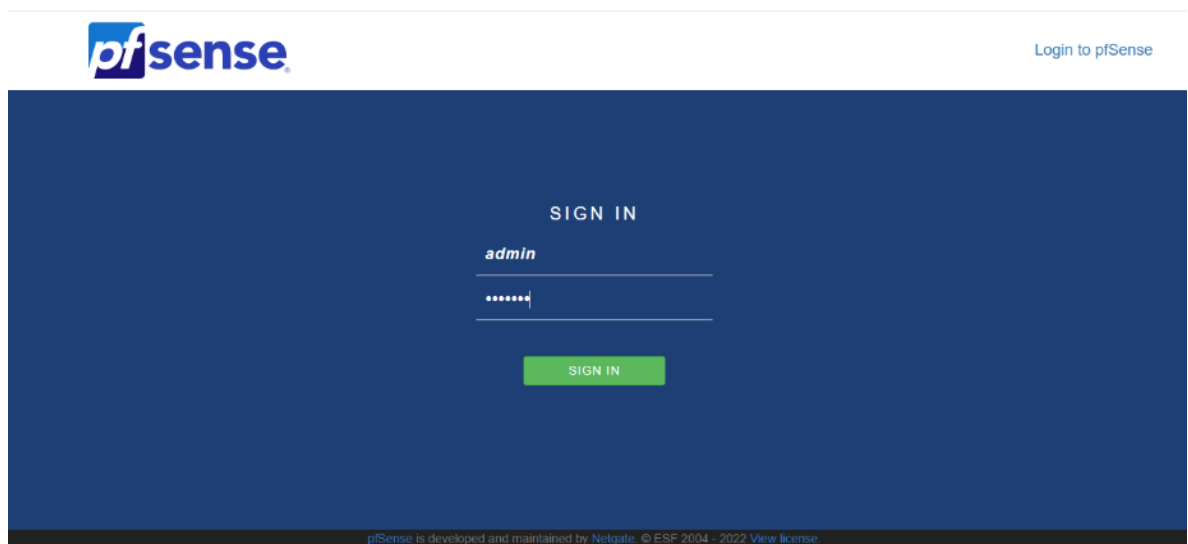 pfsense®
Login to pfSense
SIGN IN
admin
•••••••
SIGN IN
pfSense is developed and maintained by Netgate. © ESF 2004 - 2022 View license.